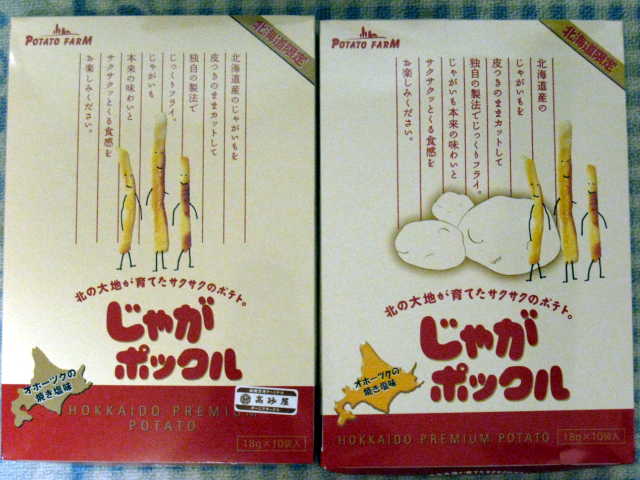 POTATO FARM
北海道限定
北海道産のじゃがいもを
皮つきのままカットして
独自の製法で
じっくりフライ。
じゃがいも
本来の味わいと
サクサクッとくる食感を
お楽しみください。
北の大地が育てたサクサクのポテト。
じゃが
ポックル
オホーツクの
焼き塩味
高砂屋
HOKKAIDO PREMIUM
POTATO
18g×10袋入
POTATO FARM
北海道限定
北海道産の
じゃがいもを
皮つきのままカットして
独自の製法でじっくりフライ。
じゃがいも本来の味わいと
サクサクッとくる食感を
お楽しみください。
北の大地が育てたサクサクのポテト。
じゃが
ポックル
オホーツクの
焼き塩味
HOKKAIDO PREMIUM POTATO
18g×10袋入